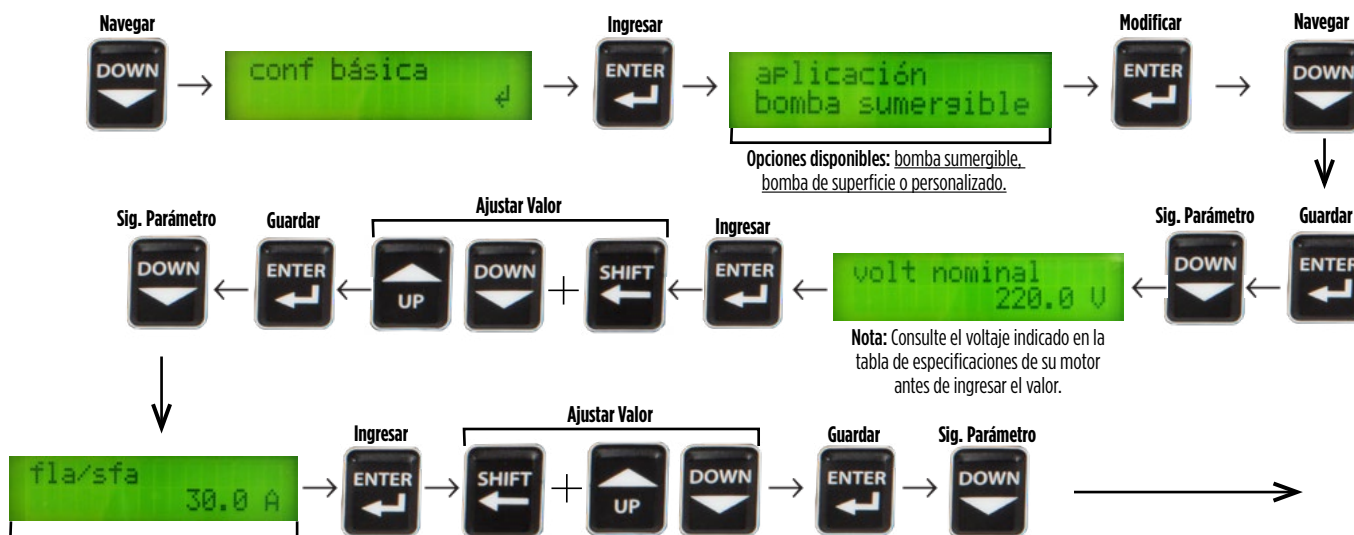 Navegar
DOWN
conf básica
Ingresar
ENTER
aplicación
bomba sumergible
Opciones disponibles: bomba sumergible,
bomba de superficie o personalizado.
Modificar
ENTER
Navegar
DOWN
Guardar
ENTER
Sig. Parámetro
DOWN
volt nominal
220.0 V
Nota: Consulte el voltaje indicado en la
tabla de especificaciones de su motor
antes de ingresar el valor.
Ingresar
ENTER
Ajustar Valor
SHIFT
+
DOWN
UP
Guardar
ENTER
Sig. Parámetro
DOWN
fla/sfa
30.0 A
Ingresar
ENTER
Ajustar Valor
SHIFT
+
UP
DOWN
Guardar
ENTER
Sig. Parámetro
DOWN